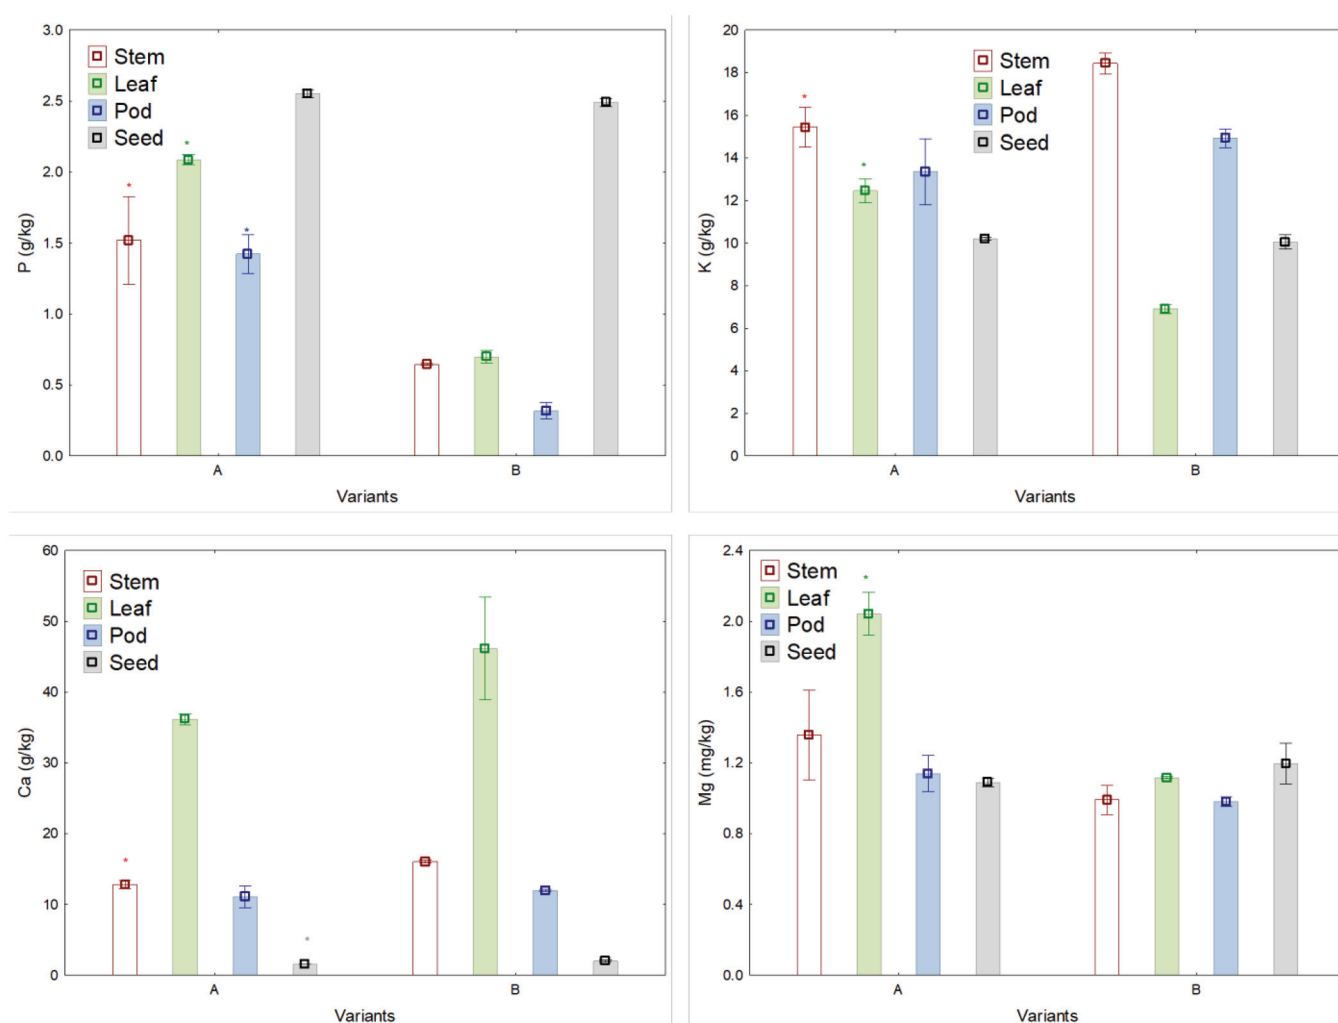 3.0
2.5
2.0
1.5
1.0
0.5
0.0
P (g/kg)
Stem
Leaf
Pod
Seed
*
*
*
A
B
Variants
20
18
16
14
12
10
8
6
4
2
0
K (g/kg)
Stem
Leaf
Pod
Seed
*
*
A
B
Variants
60
50
40
30
20
10
0
Ca (g/kg)
Stem
Leaf
Pod
Seed
*
*
A
B
Variants
2.4
2.0
1.6
1.2
0.8
0.4
0.0
Mg (mg/kg)
Stem
Leaf
Pod
Seed
*
A
B
Variants